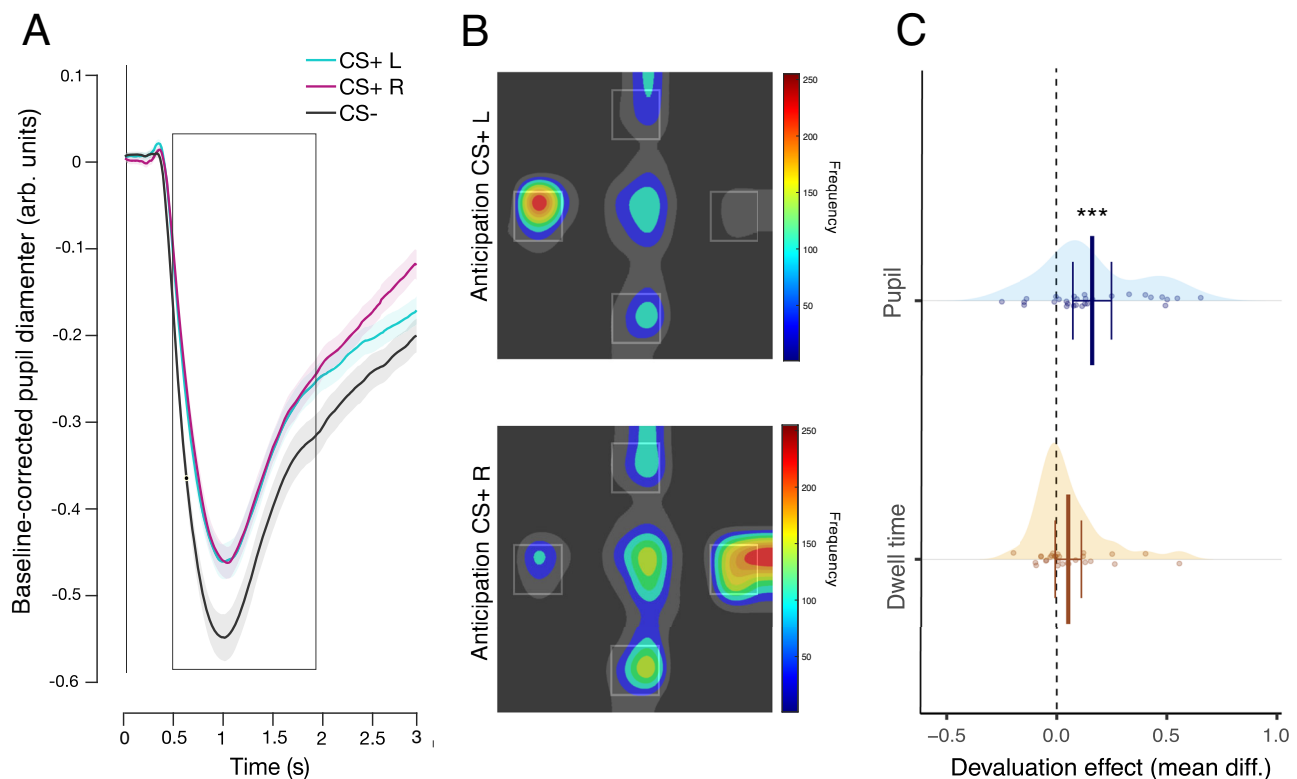 A
CS+ L
CS+ R
CS-
0.1
0
-0.1
-0.2
-0.3
-0.4
-0.5
-0.6
Baseline-corrected pupil diamenter (arb. units)
0 0.5 1 1.5 2 2.5 3
Time (s)
B
Anticipation CS+ L
250
200
150
100
50
Frequency
Anticipation CS+ R
250
200
150
100
50
Frequency
C
***
Pupil
Dwell time
−0.5 0.0 0.5 1.0
Devaluation effect (mean diff.)